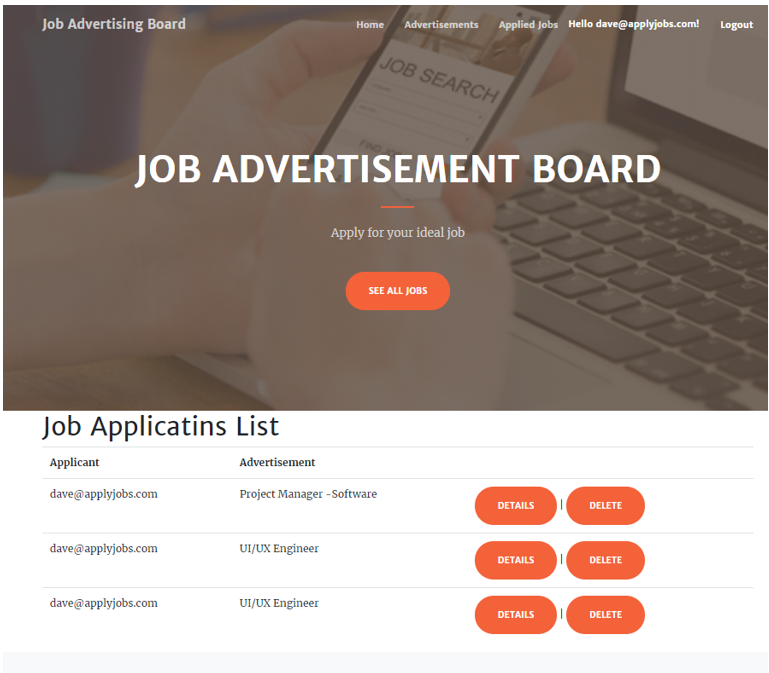 Job Advertising Board Home Advertisements Applied Jobs Hello dave@applyjobs.com! Logout
JOB SEARCH
JOB ADVERTISEMENT BOARD
Apply for your ideal job
SEE ALL JOBS
Job Applicatins List
Applicant Advertisement
dave@applyjobs.com Project Manager -Software DETAILS | DELETE
dave@applyjobs.com UI/UX Engineer DETAILS | DELETE
dave@applyjobs.com UI/UX Engineer DETAILS | DELETE